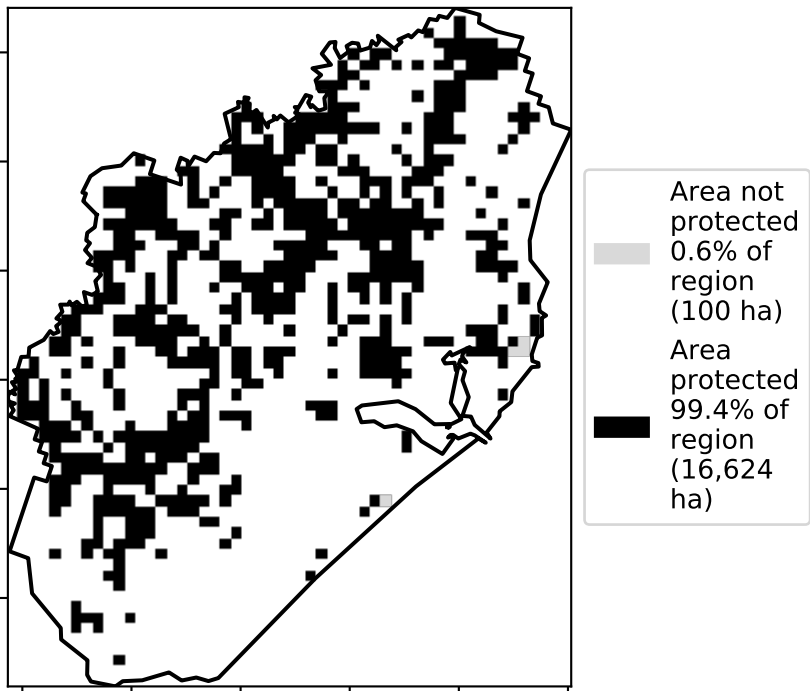 Area not
protected
0.6% of
region
(100 ha)
Area
protected
99.4% of
region
(16,624
ha)